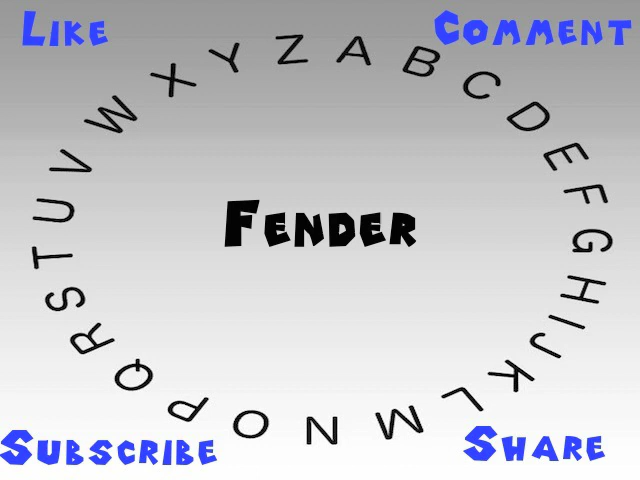 Like
Comment
A B C D E F G H I J K L M N O P Q R S T U V W X Y Z
Fender
Subscribe
Share